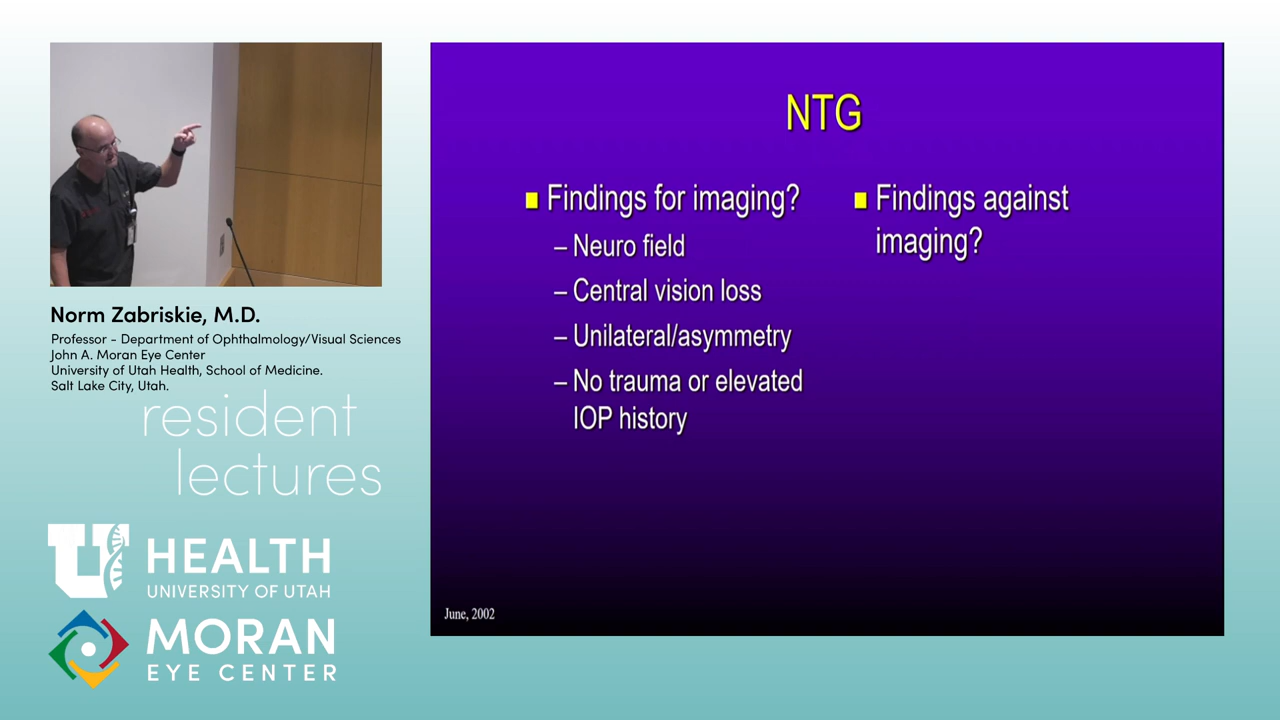 NTG
Findings for imaging?
– Neuro field
– Central vision loss
– Unilateral/asymmetry
– No trauma or elevated
IOP history
Findings against
imaging?
June, 2002
Norm Zabriskie, M.D.
Professor - Department of Ophthalmology/Visual Sciences
John A. Moran Eye Center
University of Utah Health, School of Medicine.
Salt Lake City, Utah.
resident
lectures
U HEALTH
UNIVERSITY OF UTAH
MORAN
EYE CENTER